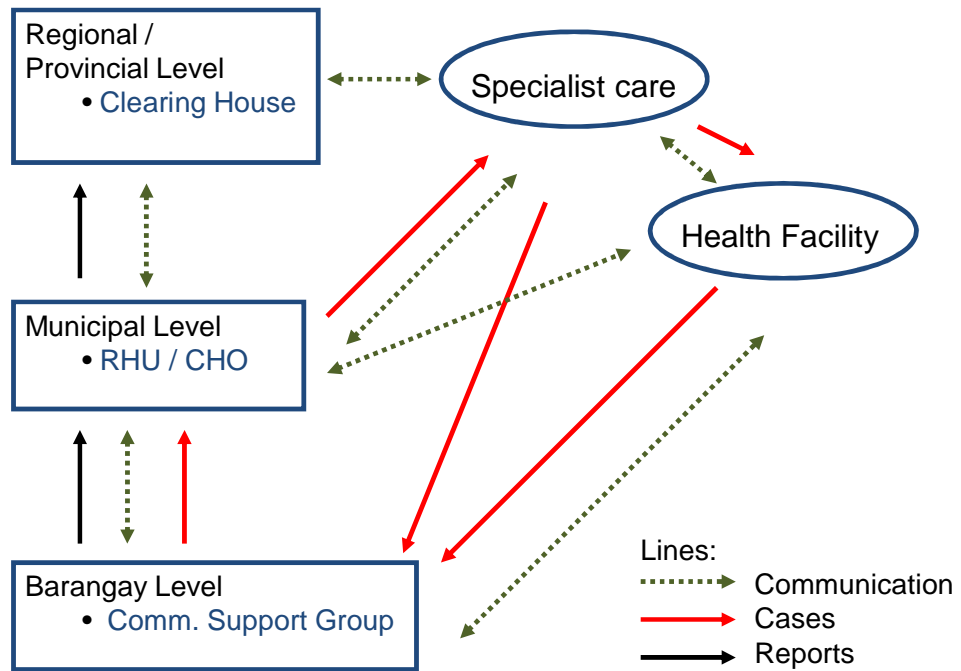 Regional /
Provincial Level
• Clearing House
Specialist care
Health Facility
Municipal Level
• RHU / CHO
Barangay Level
• Comm. Support Group
Lines:
Communication
Cases
Reports